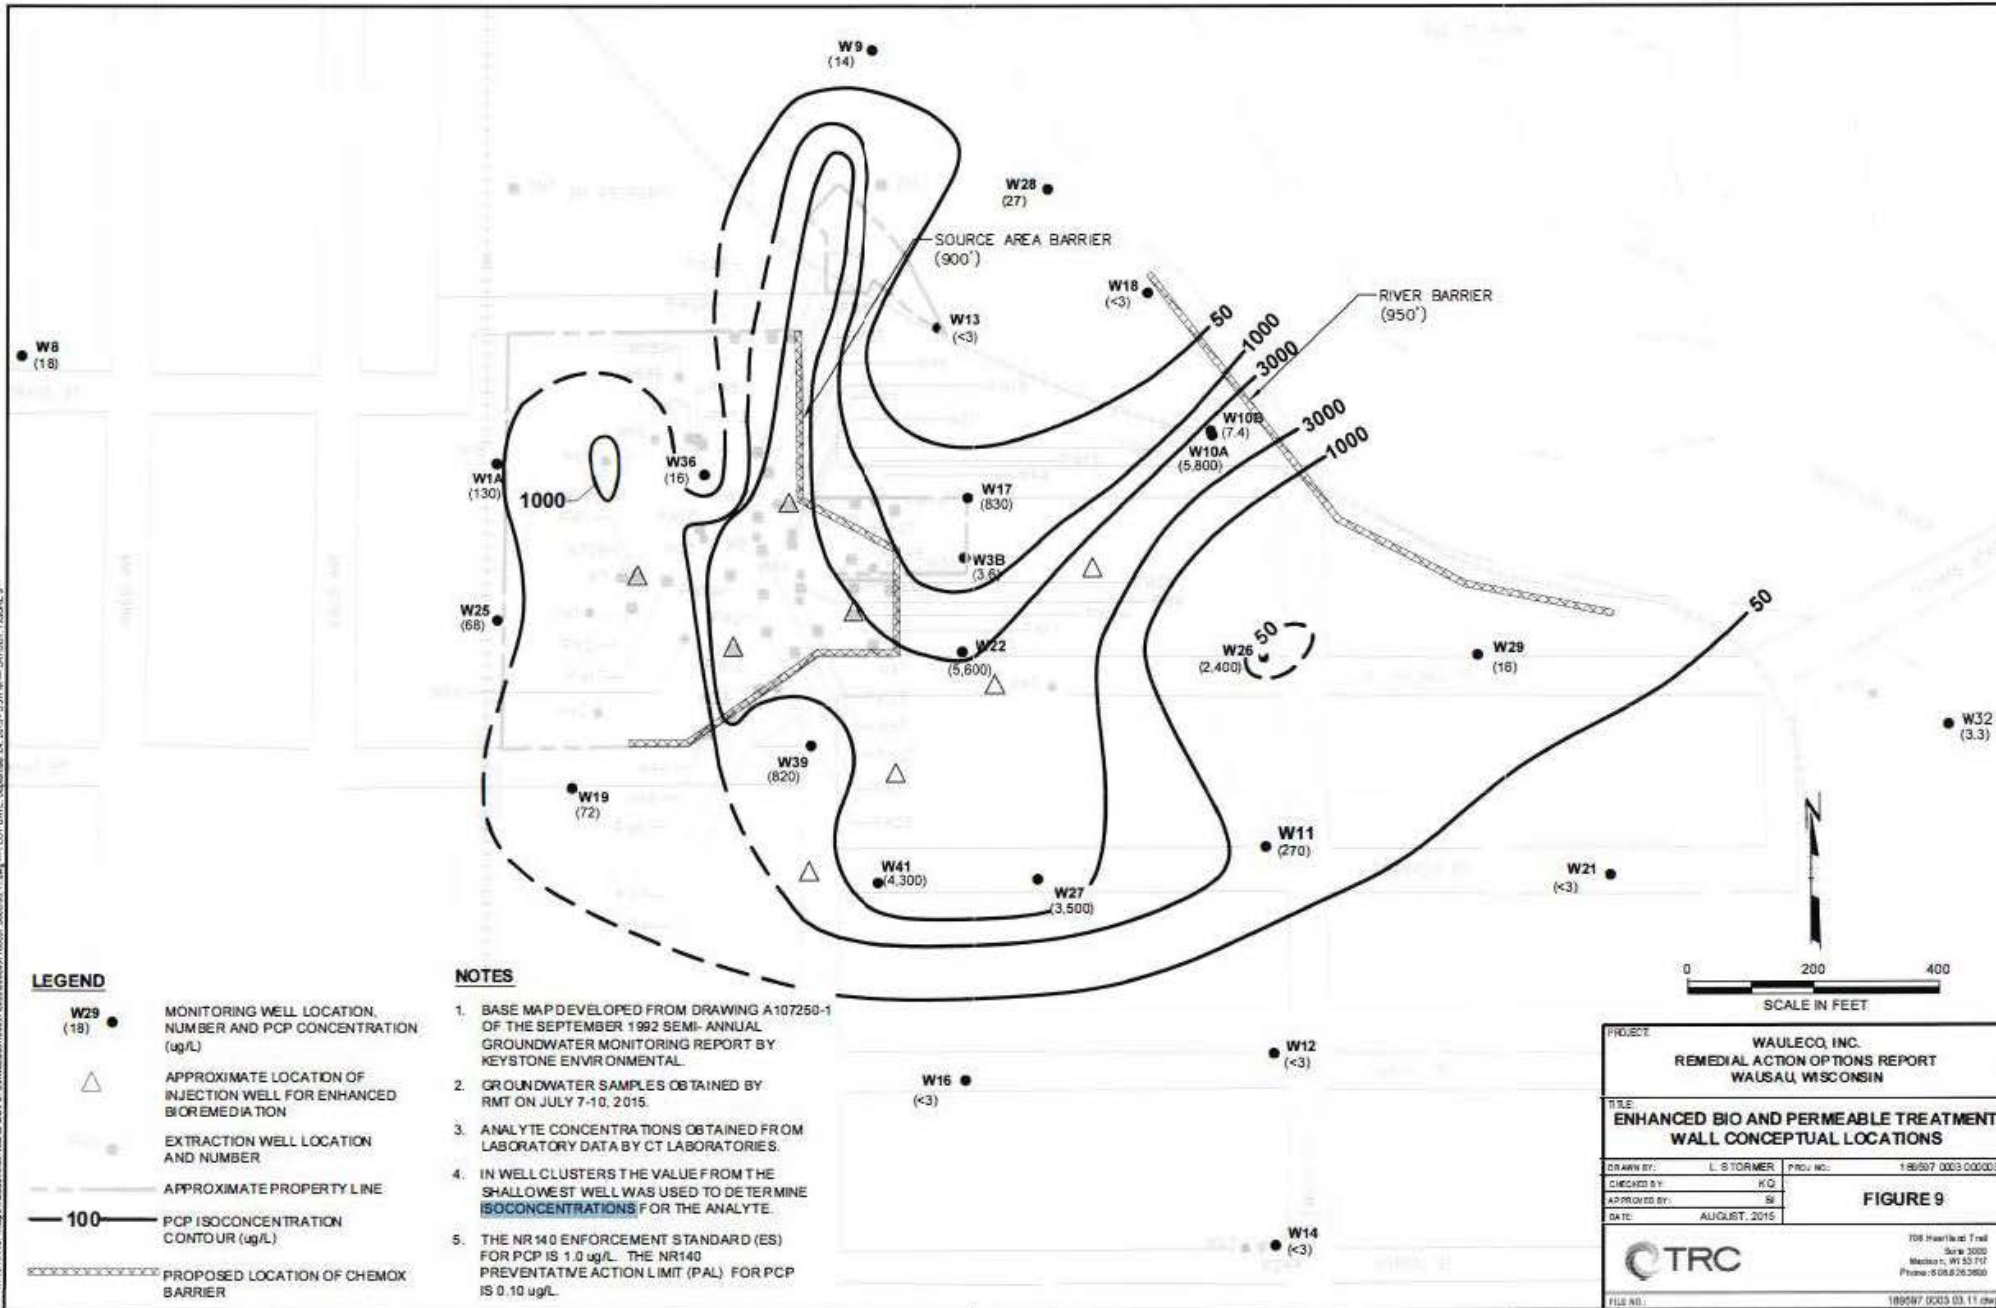 W9
(14)
W28
(27)
SOURCE AREA BARRIER
(900')
W18
(<3)
RIVER BARRIER
(950')
W13
(<3)
50
1000
3000
W8
(18)
W10B
(7.4)
W10A
(5,800)
3000
1000
W1A
(130)
1000
W36
(16)
W17
(830)
W3B
(3.6)
W25
(68)
W22
(5,600)
W26
(2,400)
50
W29
(16)
50
W32
(3.3)
W39
(820)
W19
(72)
W41
(4,300)
W27
(3,500)
W11
(270)
W21
(<3)
W16
(<3)
W12
(<3)
W14
(<3)
N
0 200 400
SCALE IN FEET
LEGEND
W29
(18)
MONITORING WELL LOCATION,
NUMBER AND PCP CONCENTRATION
(ug/L)
APPROXIMATE LOCATION OF
INJECTION WELL FOR ENHANCED
BIOREMEDIATION
EXTRACTION WELL LOCATION
AND NUMBER
APPROXIMATE PROPERTY LINE
100
PCP ISOCONCENTRATION
CONTOUR (ug/L)
PROPOSED LOCATION OF CHEMOX
BARRIER
NOTES
1. BASE MAP DEVELOPED FROM DRAWING A107250-1
OF THE SEPTEMBER 1992 SEMI- ANNUAL
GROUNDWATER MONITORING REPORT BY
KEYSTONE ENVIRONMENTAL.
2. GROUNDWATER SAMPLES OBTAINED BY
RMT ON JULY 7-10, 2015.
3. ANALYTE CONCENTRATIONS OBTAINED FROM
LABORATORY DATA BY CT LABORATORIES.
4. IN WELL CLUSTERS THE VALUE FROM THE
SHALLOWEST WELL WAS USED TO DETERMINE
ISOCONCENTRATIONS FOR THE ANALYTE.
5. THE NR140 ENFORCEMENT STANDARD (ES)
FOR PCP IS 1.0 ug/L. THE NR140
PREVENTATIVE ACTION LIMIT (PAL) FOR PCP
IS 0.10 ug/L.
PROJECT:
WAULECO, INC.
REMEDIAL ACTION OPTIONS REPORT
WAUSAU, WISCONSIN
TITLE:
ENHANCED BIO AND PERMEABLE TREATMENT
WALL CONCEPTUAL LOCATIONS
DRAWN BY: L. STORMER PROJ NO.:
CHECKED BY: KQ
APPROVED BY:
DATE: AUGUST, 2015
FIGURE 9
TRC
708 Heartland Trail
Suite 3000
Madison, WI 53717
FILE NO.: